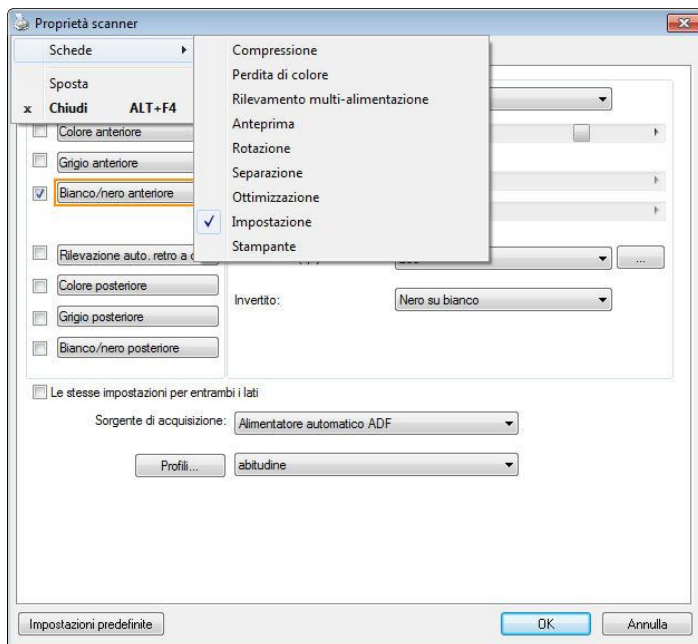 Proprietà scanner
Schede
Sposta
x Chiudi ALT+F4
Compressione
Perdita di colore
Rilevamento multi-alimentazione
Anteprima
Rotazione
Separazione
Ottimizzazione
Impostazione
Stampante
Colore anteriore
Grigio anteriore
Bianco/nero anteriore
Rilevazione auto. retro a
Colore posteriore
Grigio posteriore
Bianco/nero posteriore
...
Invertito: Nero su bianco
Le stesse impostazioni per entrambi i lati
Sorgente di acquisizione: Alimentatore automatico ADF
Profili... abitudine
Impostazioni predefinite OK Annulla